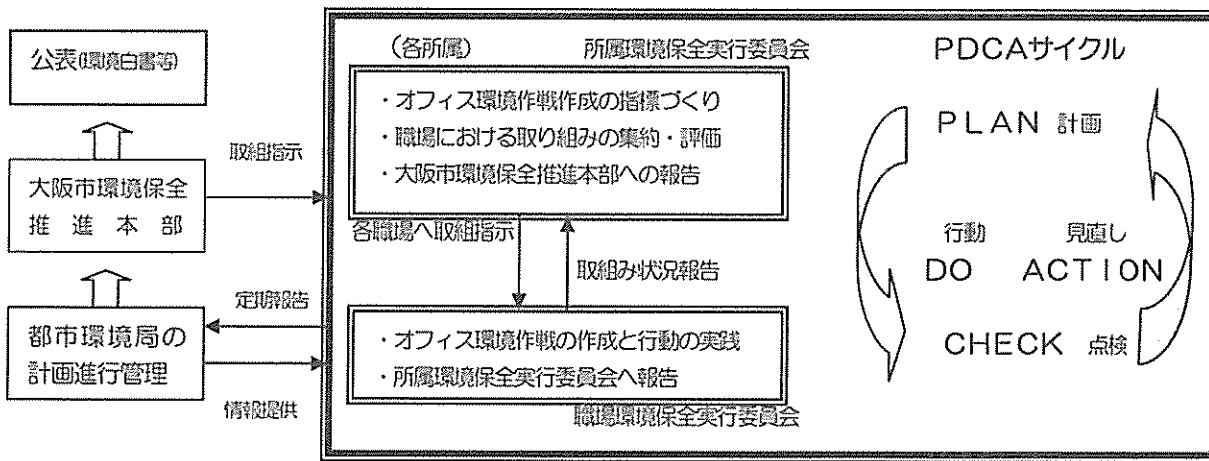 公表(環境白書等)
取組指示
大阪市環境保全
推進本部
定期報告
都市環境局の
計画進行管理
情報提供
(各所属) 所属環境保全実行委員会
・オフィス環境作戦作成の指標づくり
・職場における取り組みの集約・評価
・大阪市環境保全推進本部への報告
各職場へ取組指示
取組み状況報告
・オフィス環境作戦の作成と行動の実践
・所属環境保全実行委員会へ報告
職場環境保全実行委員会
PDCAサイクル
PLAN 計画
行動 見直し
DO ACTION
CHECK 点検